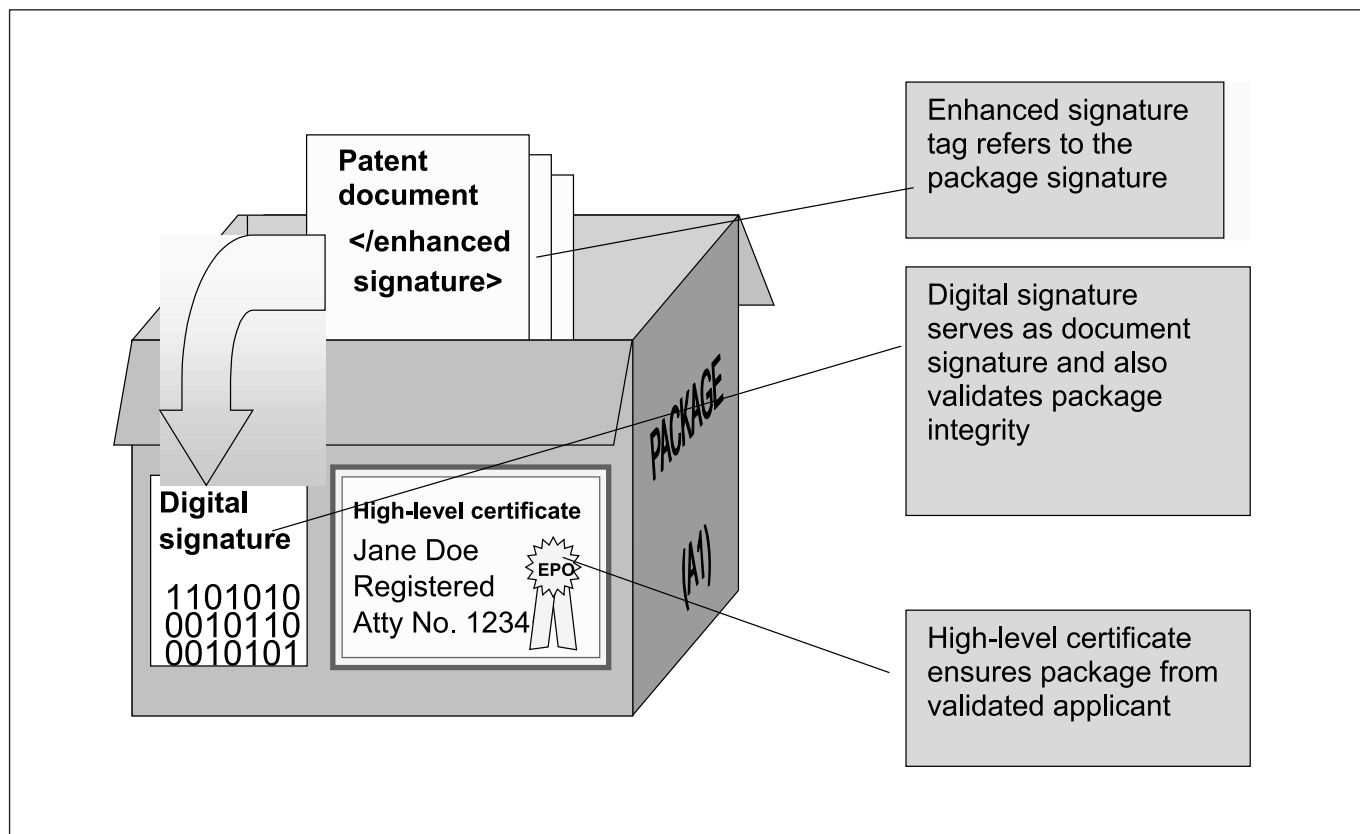 Patent
document
</enhanced
signature>
Digital
signature
1101010
0010110
0010101
High-level certificate
Jane Doe
Registered
Atty No. 1234
EPO
PACKAGE
(A1)
Enhanced signature
tag refers to the
package signature
Digital signature
serves as document
signature and also
validates package
integrity
High-level certificate
ensures package from
validated applicant